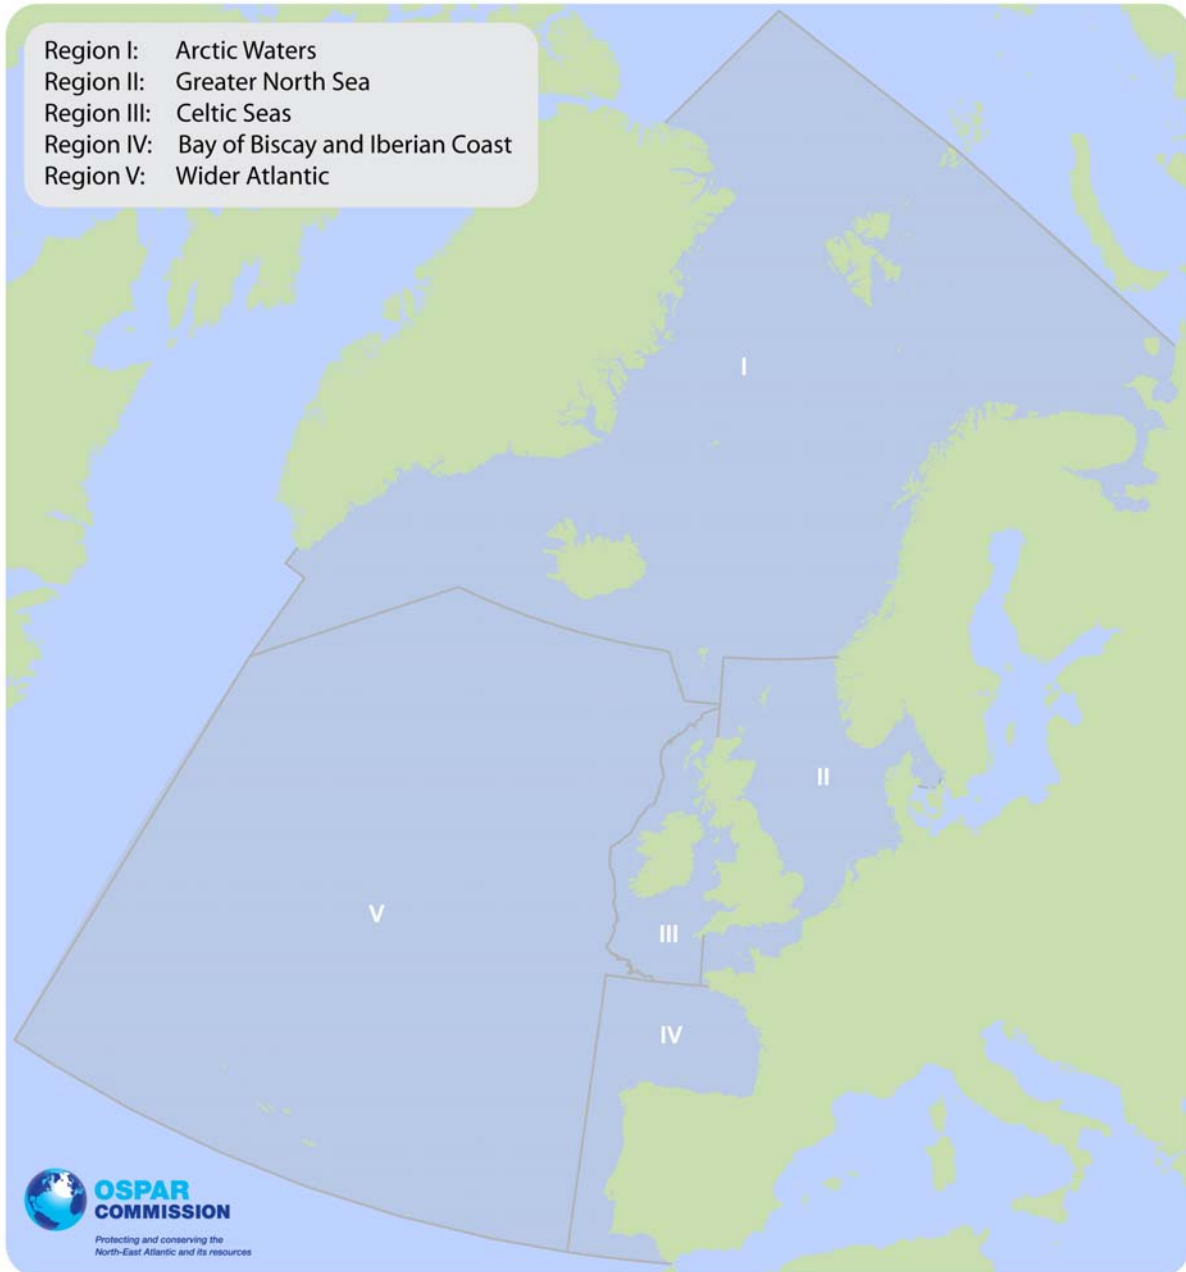 Region I: Arctic Waters
Region II: Greater North Sea
Region III: Celtic Seas
Region IV: Bay of Biscay and Iberian Coast
Region V: Wider Atlantic
I
II
V
III
IV
OSPAR
COMMISSION
Protecting and conserving the
North-East Atlantic and its resources